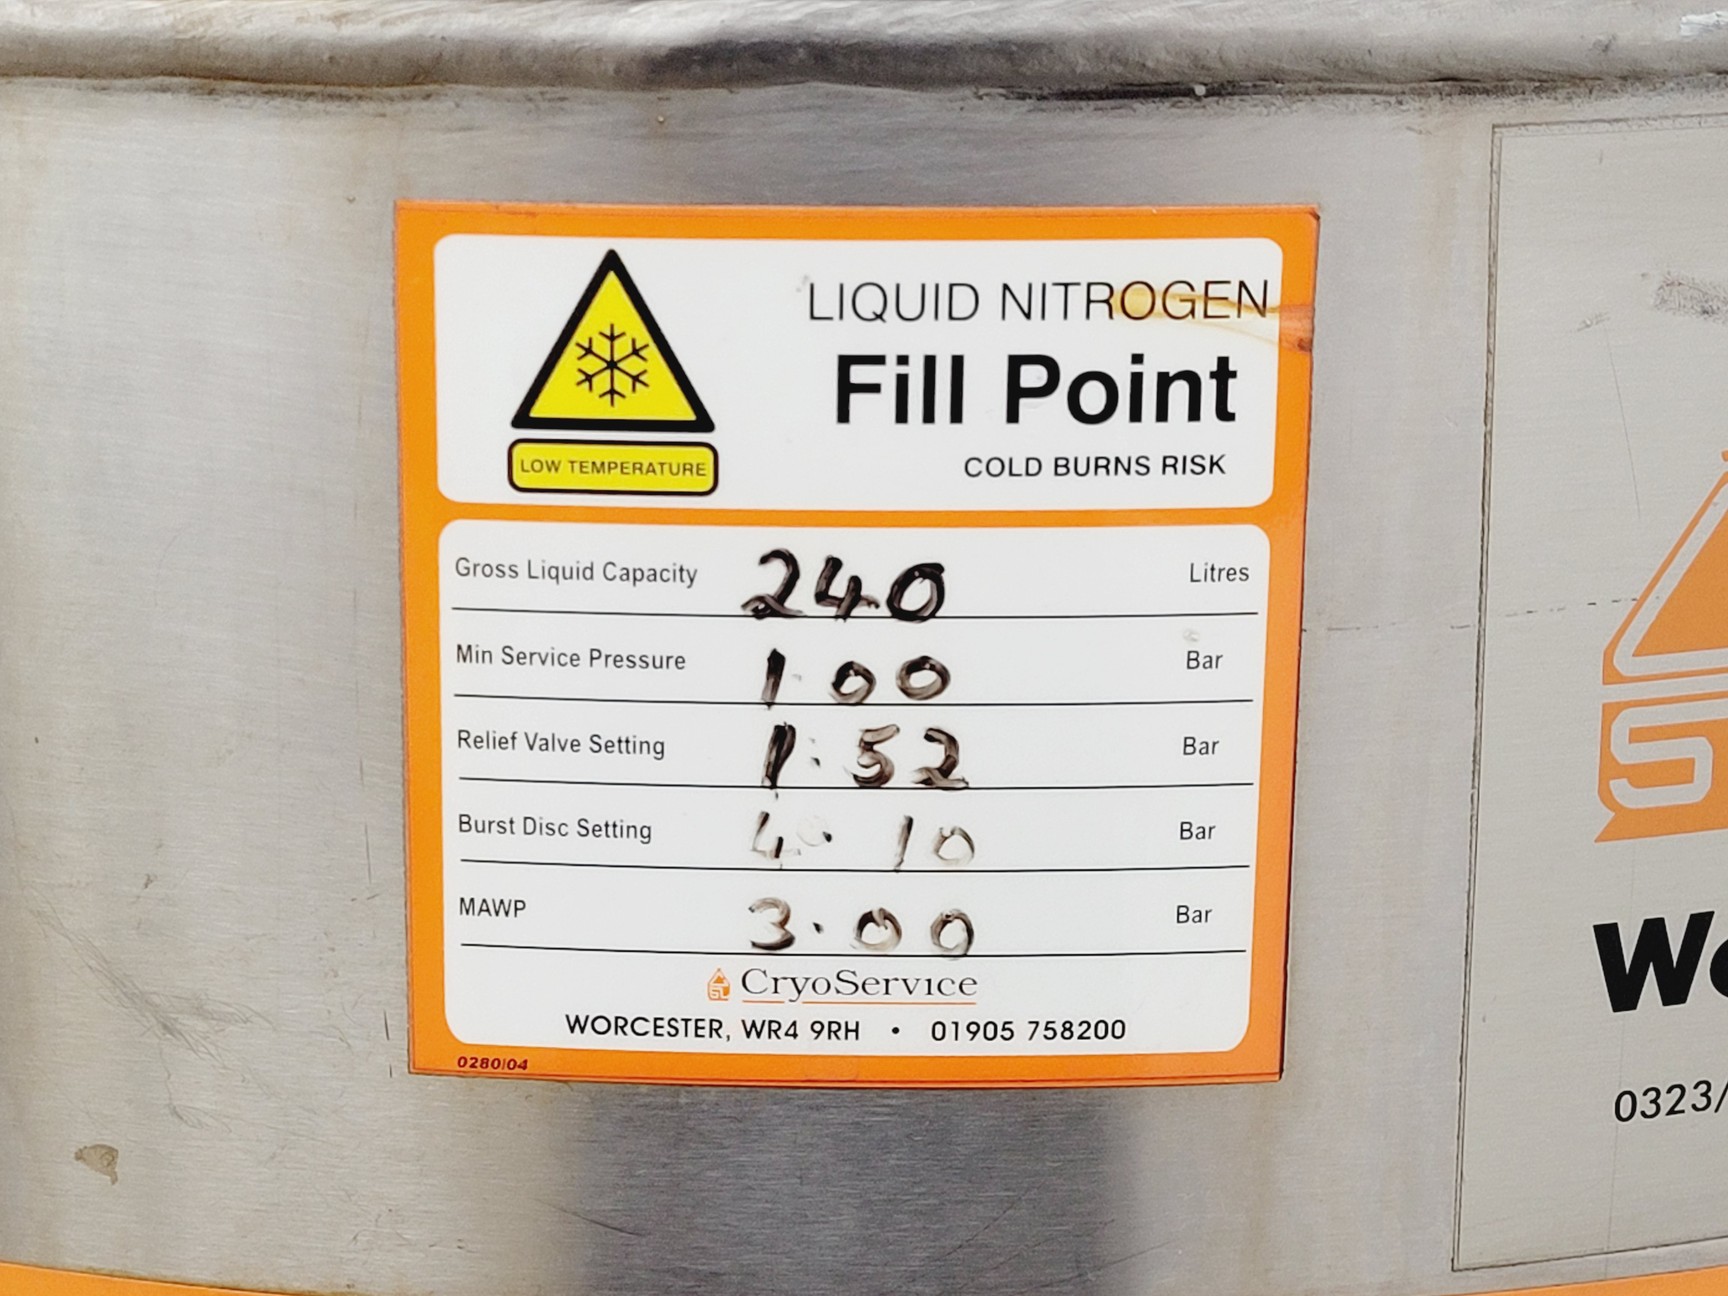 LIQUID NITROGEN
Fill Point
COLD BURNS RISK
LOW TEMPERATURE
Gross Liquid Capacity 240 Litres
Min Service Pressure 1.00 Bar
Relief Valve Setting 1.52 Bar
Burst Disc Setting 4.10 Bar
MAWP 3.00 Bar
SL CryoService
WORCESTER, WR4 9RH • 01905 758200
0280/04
S
We
0323/